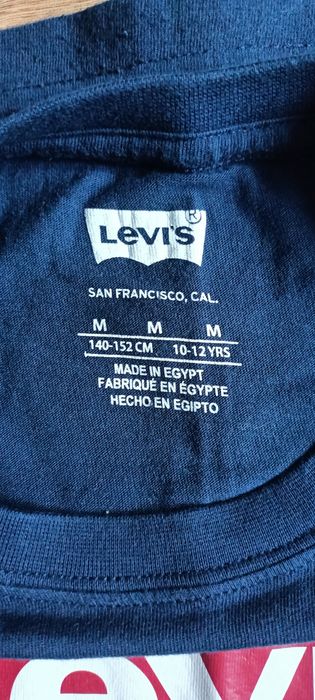 Levi's ®
SAN FRANCISCO, CAL.
M M M
140-152 CM 10-12 YRS
MADE IN EGYPT
FABRIQUÉ EN ÉGYPTE
HECHO EN EGIPTO